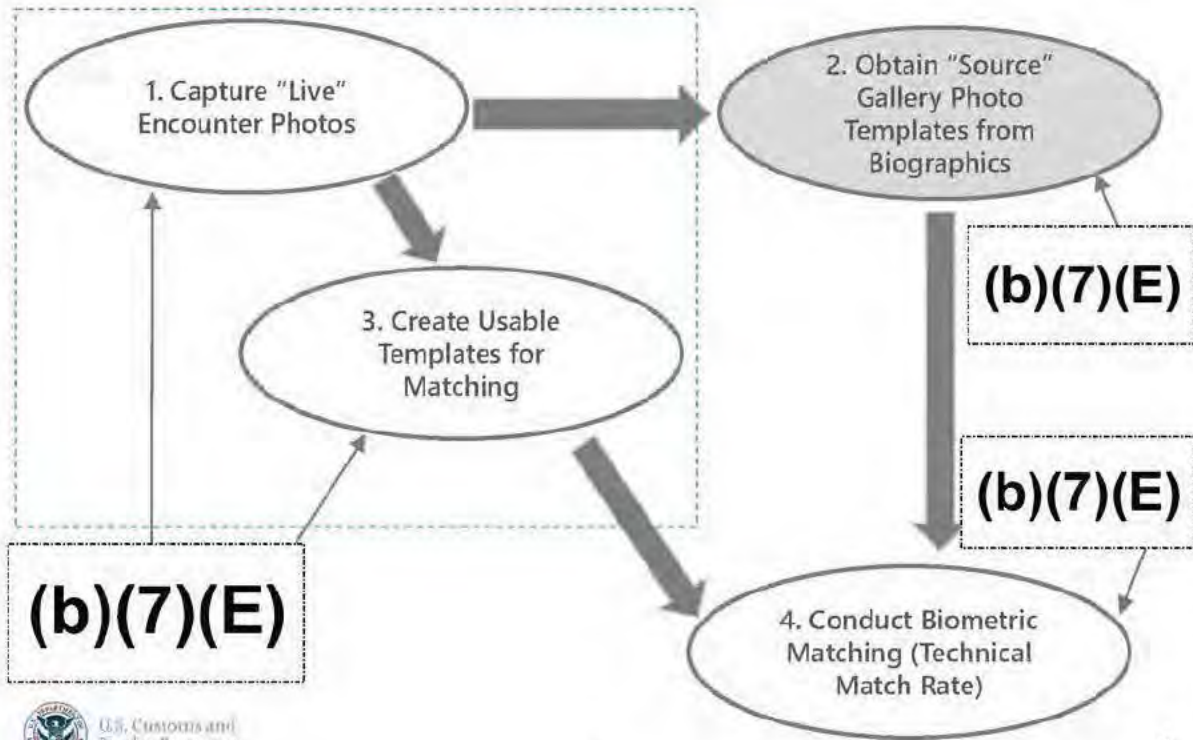 1. Capture "Live"
Encounter Photos
2. Obtain "Source"
Gallery Photo
Templates from
Biographics
(b)(7)(E)
3. Create Usable
Templates for
Matching
(b)(7)(E)
(b)(7)(E)
4. Conduct Biometric
Matching (Technical
Match Rate)
U.S. Customs and